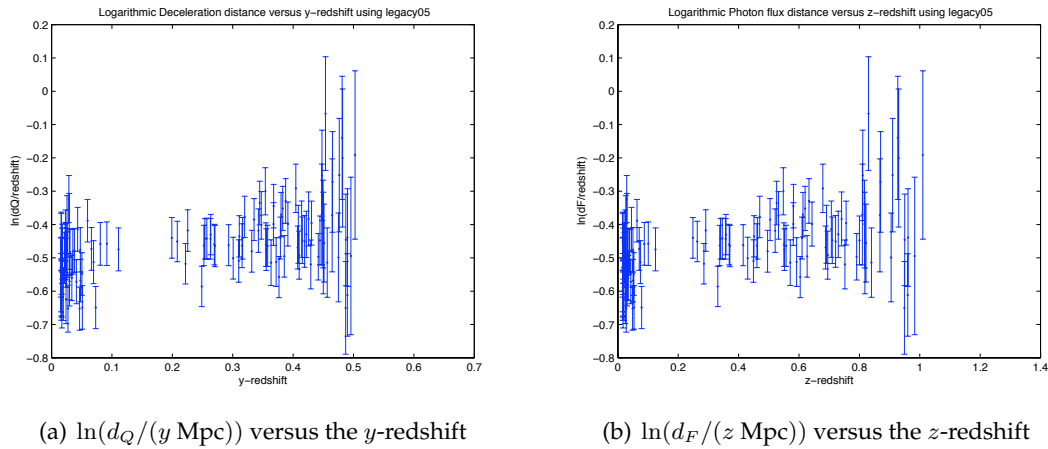 Logarithmic Deceleration distance versus y−redshift using legacy05
0.2
0.1
0
−0.1
−0.2
−0.3
−0.4
−0.5
−0.6
−0.7
−0.8
ln(dQ/redshift)
0 0.1 0.2 0.3 0.4 0.5 0.6 0.7
y−redshift
(a) ln(d_Q/(y Mpc)) versus the y-redshift
Logarithmic Photon flux distance versus z−redshift using legacy05
0.2
0.1
0
−0.1
−0.2
−0.3
−0.4
−0.5
−0.6
−0.7
−0.8
ln(dF/redshift)
0 0.2 0.4 0.6 0.8 1 1.2 1.4
z−redshift
(b) ln(d_F/(z Mpc)) versus the z-redshift